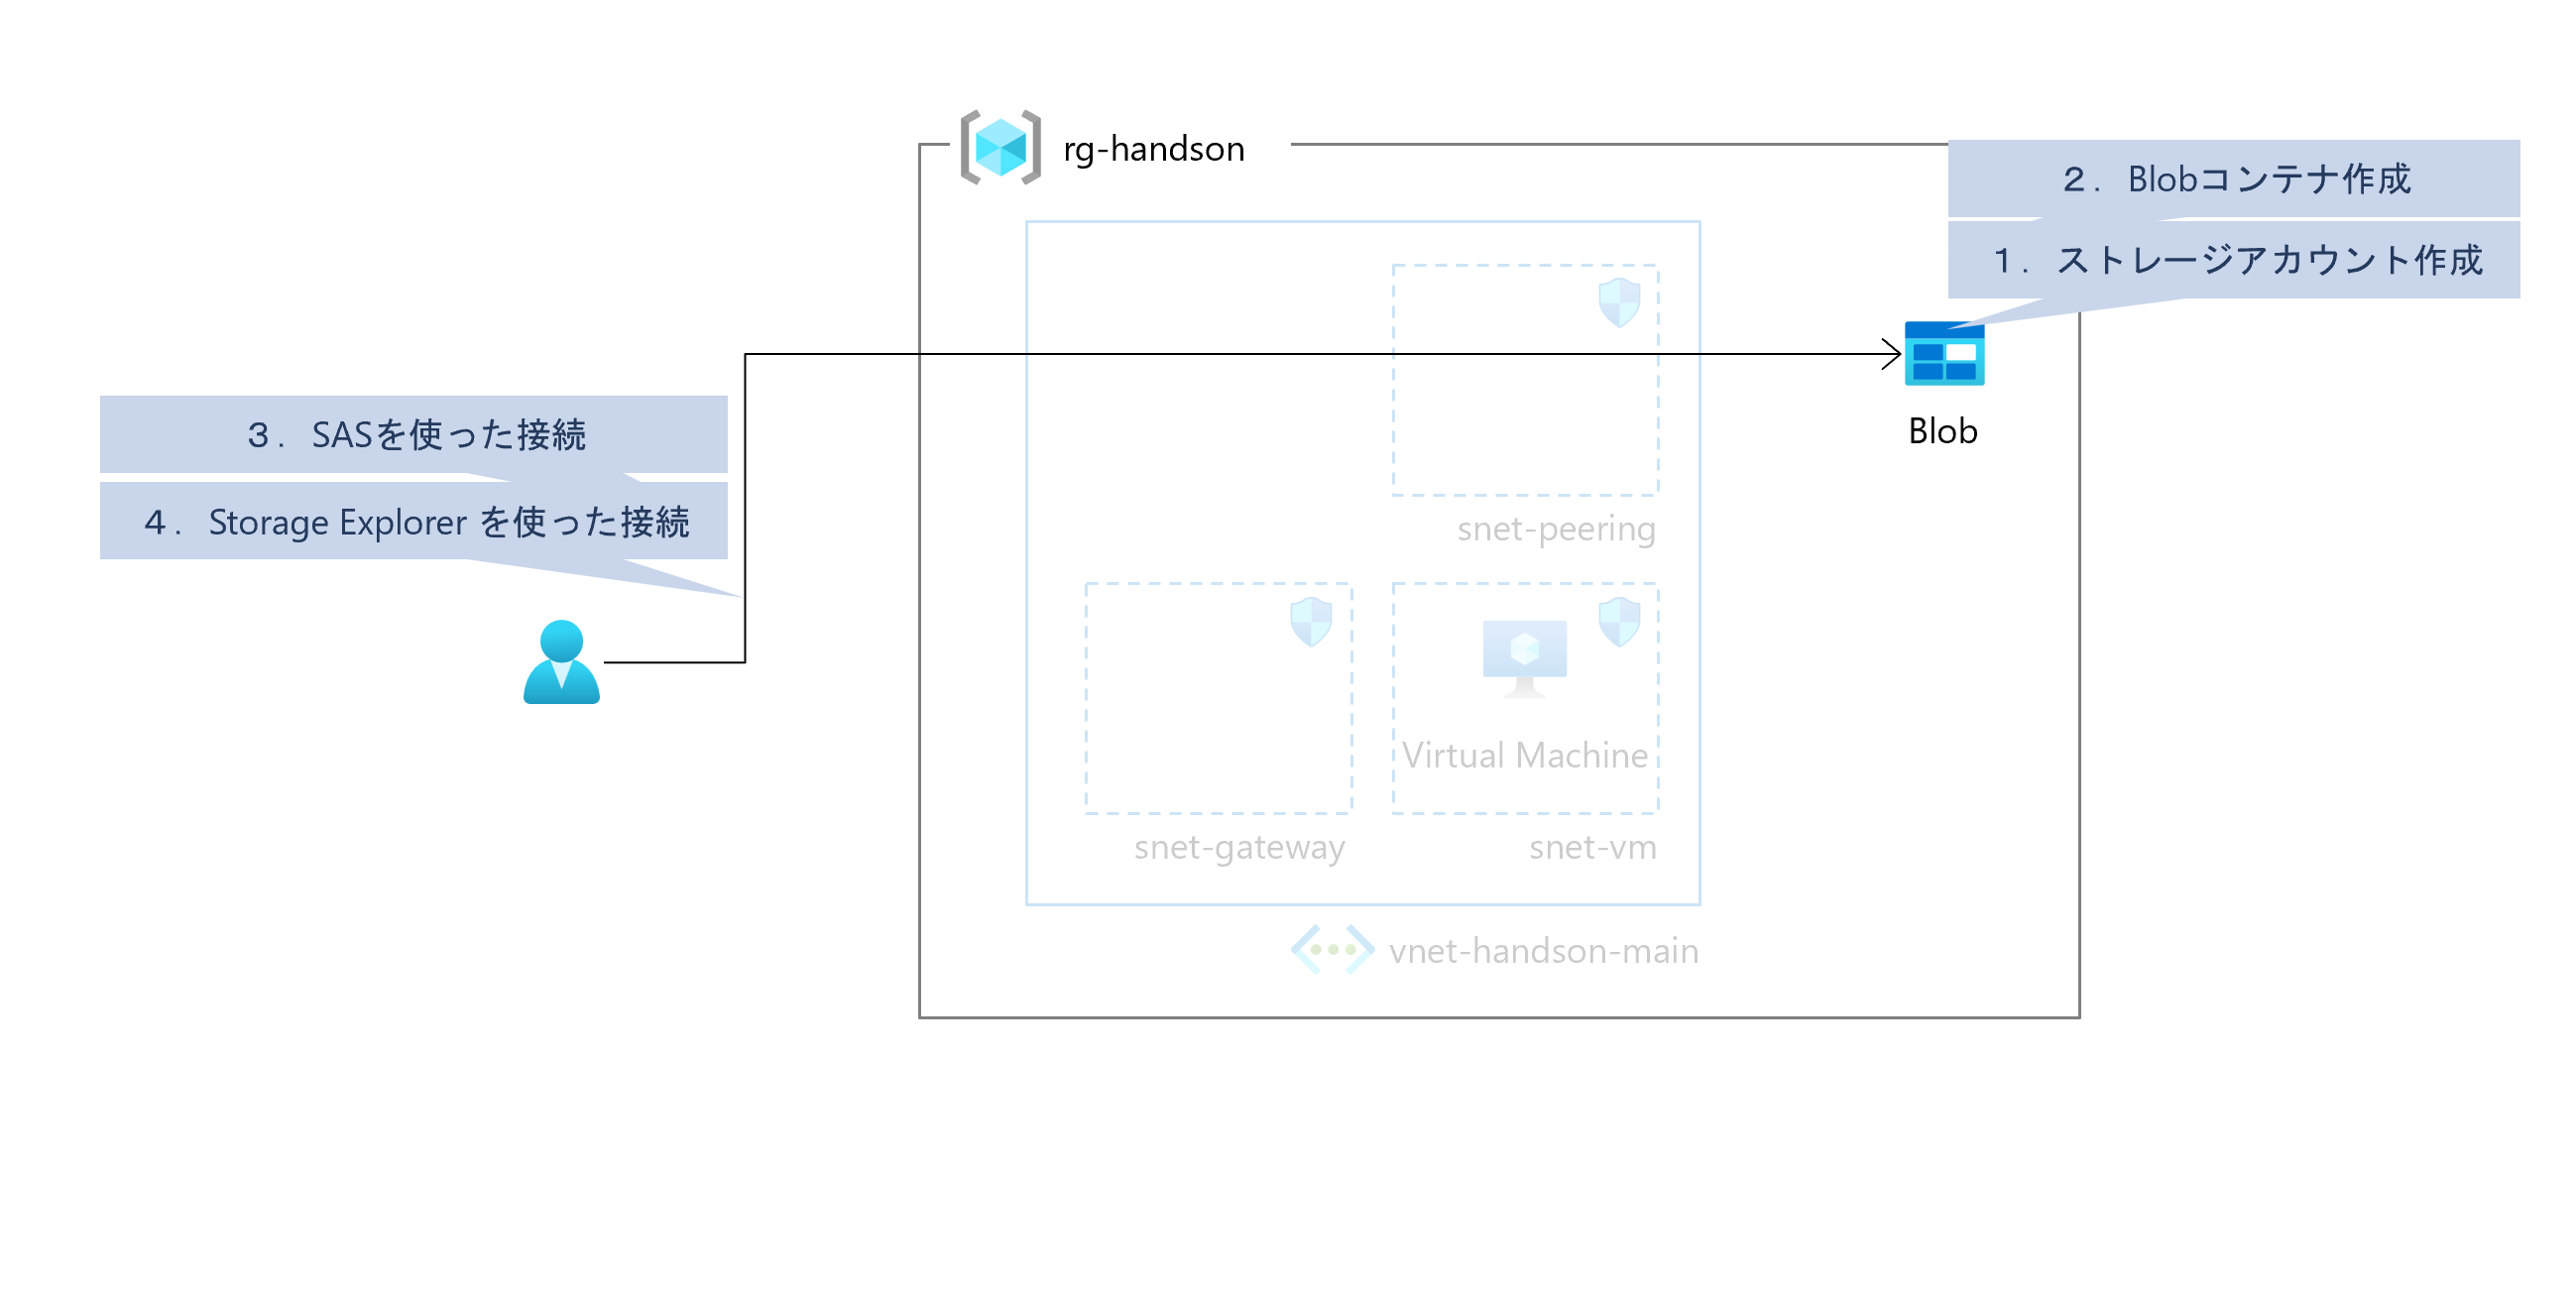 rg-handson
２．Blobコンテナ作成
１．ストレージアカウント作成
Blob
３．SASを使った接続
４．Storage Explorer を使った接続
snet-peering
Virtual Machine
snet-gateway
snet-vm
vnet-handson-main